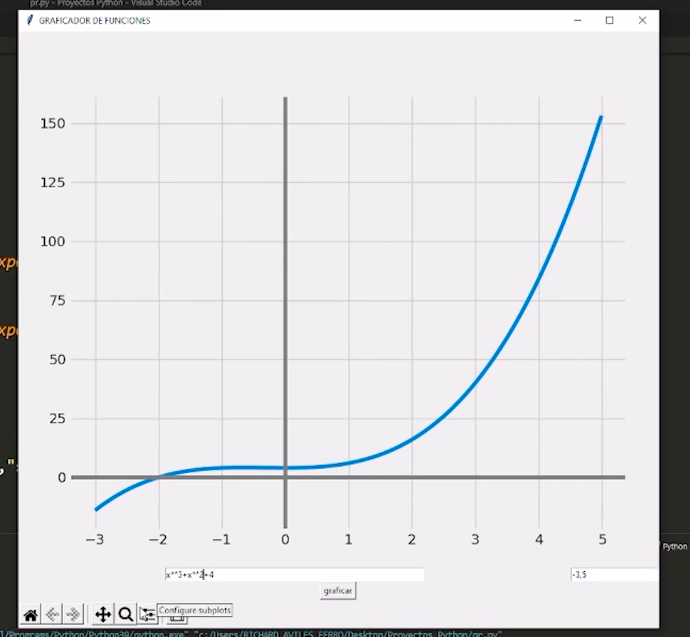 pr.py - Proyectos Python - Visual Studio Code
GRAFICADOR DE FUNCIONES
150
125
100
75
50
25
0
−3 −2 −1 0 1 2 3 4 5
Python
x**3+x**2+4
-3,5
graficar
Configure subplots
l/Programs/Python/Python39/python.exe" "c:/Users/RICHARD AVILES FERRO/Desktop/Proyectos Python/pr.py"